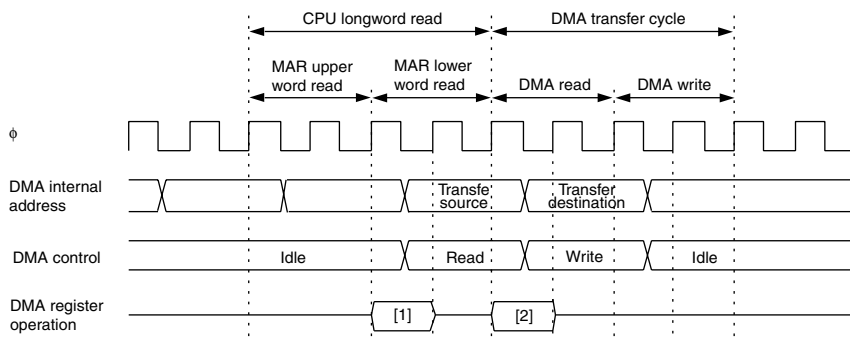 CPU longword read
DMA transfer cycle
MAR upper
word read
MAR lower
word read
DMA read
DMA write
ϕ
DMA internal
address
Transfe
source
Transfer
destination
DMA control
Idle
Read
Write
Idle
DMA register
operation
[1]
[2]